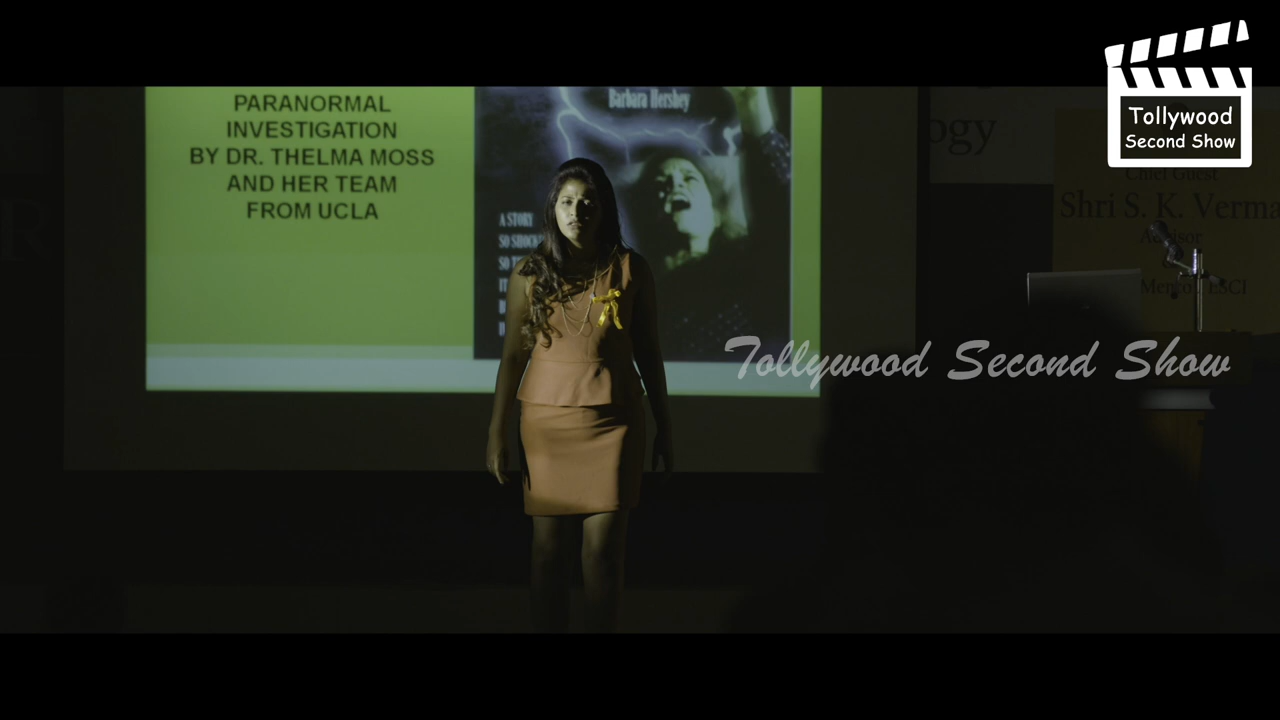 Tollywood
Second Show
PARANORMAL
INVESTIGATION
BY DR. THELMA MOSS
AND HER TEAM
FROM UCLA
Barbara Hershey
A STORY
SO
ogy
Chief Guest
Shri S. K. Verma
Tollywood Second Show